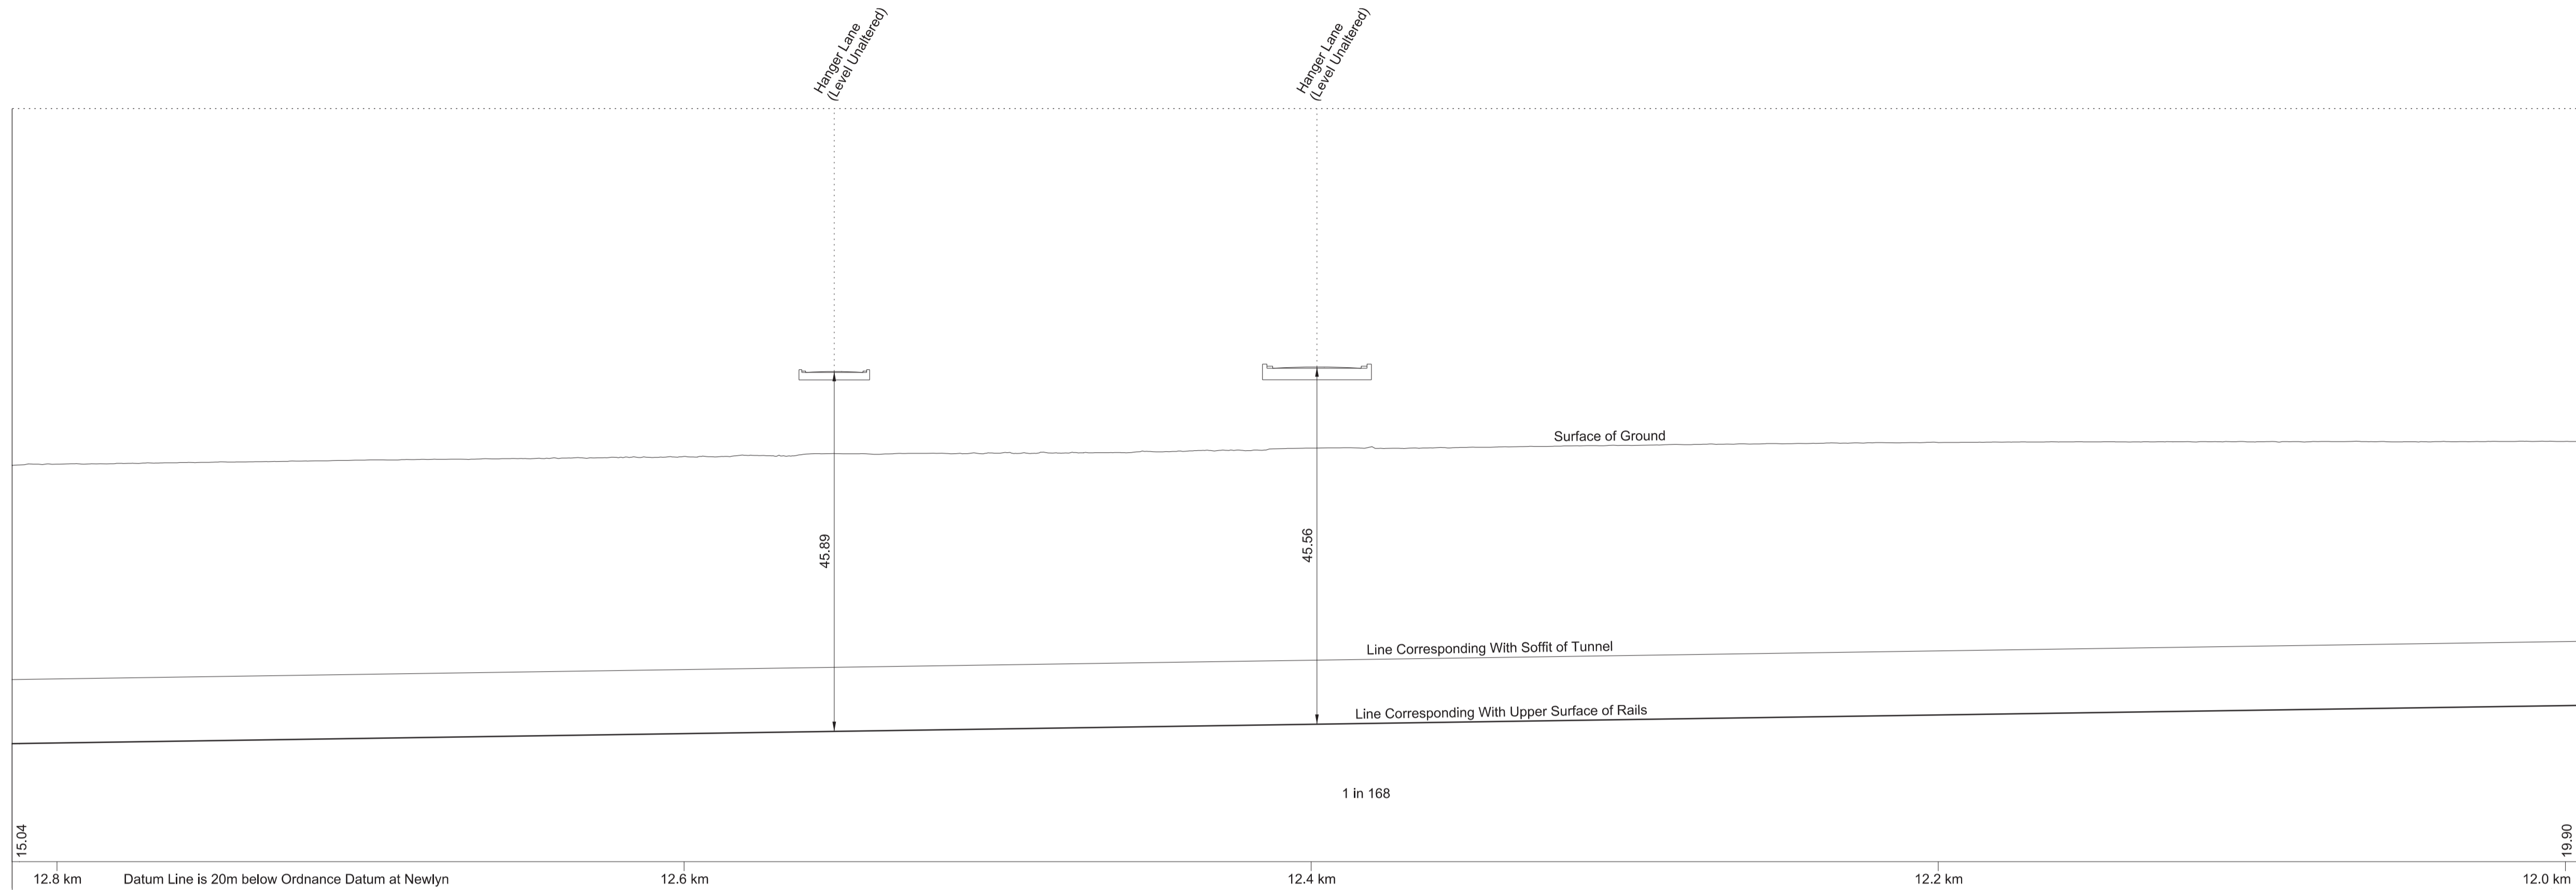 Hanger Lane
(Level Unaltered)
Hanger Lane
(Level Unaltered)
Surface of Ground
45.89
45.56
Line Corresponding With Soffit of Tunnel
Line Corresponding With Upper Surface of Rails
1 in 168
15.04
19.90
12.8 km
Datum Line is 20m below Ordnance Datum at Newlyn
12.6 km
12.4 km
12.2 km
12.0 km